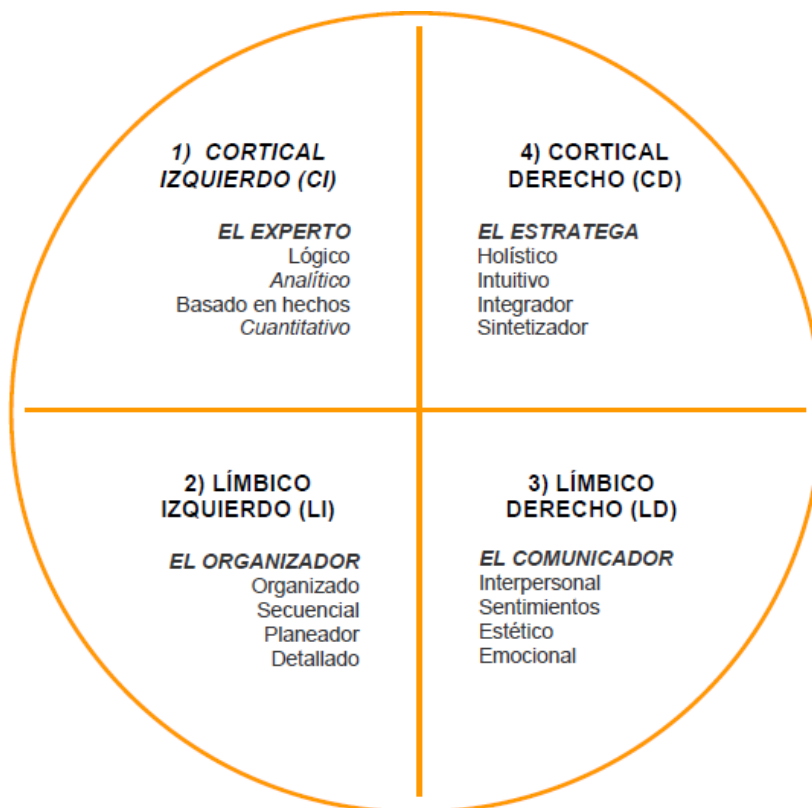 1) CORTICAL
IZQUIERDO (CI)
EL EXPERTO
Lógico
Analítico
Basado en hechos
Cuantitativo
4) CORTICAL
DERECHO (CD)
EL ESTRATEGA
Holístico
Intuitivo
Integrador
Sintetizador
2) LÍMBICO
IZQUIERDO (LI)
EL ORGANIZADOR
Organizado
Secuencial
Planeador
Detallado
3) LÍMBICO
DERECHO (LD)
EL COMUNICADOR
Interpersonal
Sentimientos
Estético
Emocional